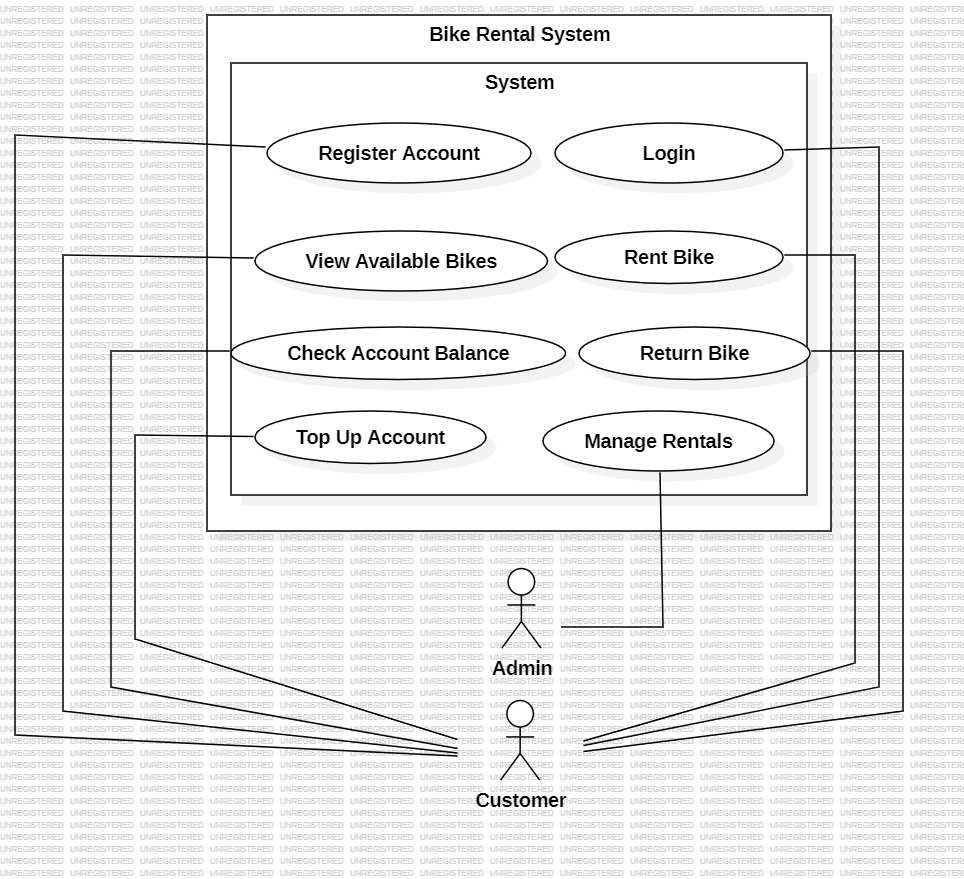 Bike Rental System
System
Register Account
Login
View Available Bikes
Rent Bike
Check Account Balance
Return Bike
Top Up Account
Manage Rentals
Admin
Customer
UNREGISTERED